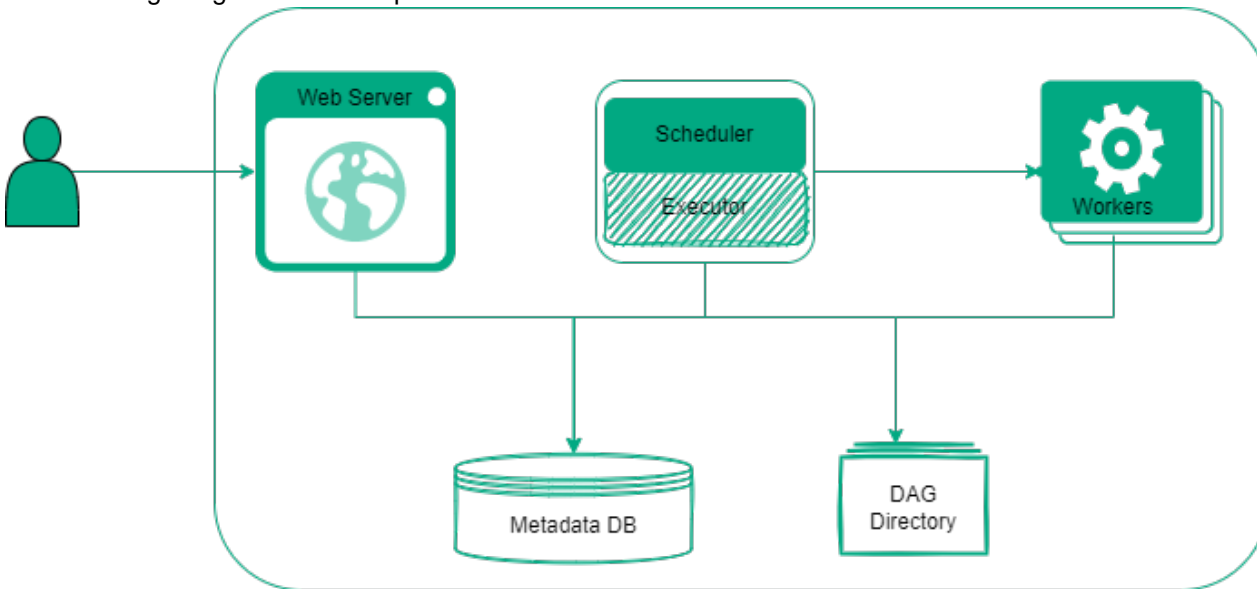 Web Server
Scheduler
Executor
Workers
Metadata DB
DAG
Directory